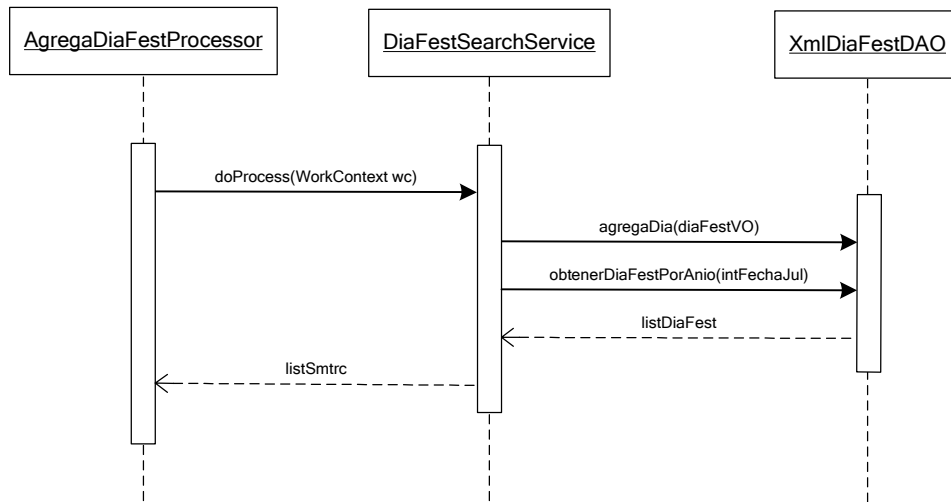 AgregaDiaFestProcessor
DiaFestSearchService
XmlDiaFestDAO
doProcess(WorkContext wc)
agregaDia(diaFestVO)
obtenerDiaFestPorAnio(intFechaJul)
listDiaFest
listSmtrc